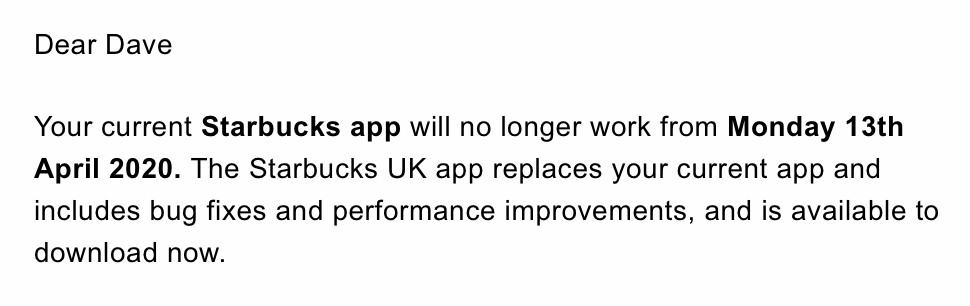 Dear Dave
Your current Starbucks app will no longer work from Monday 13th
April 2020. The Starbucks UK app replaces your current app and
includes bug fixes and performance improvements, and is available to
download now.